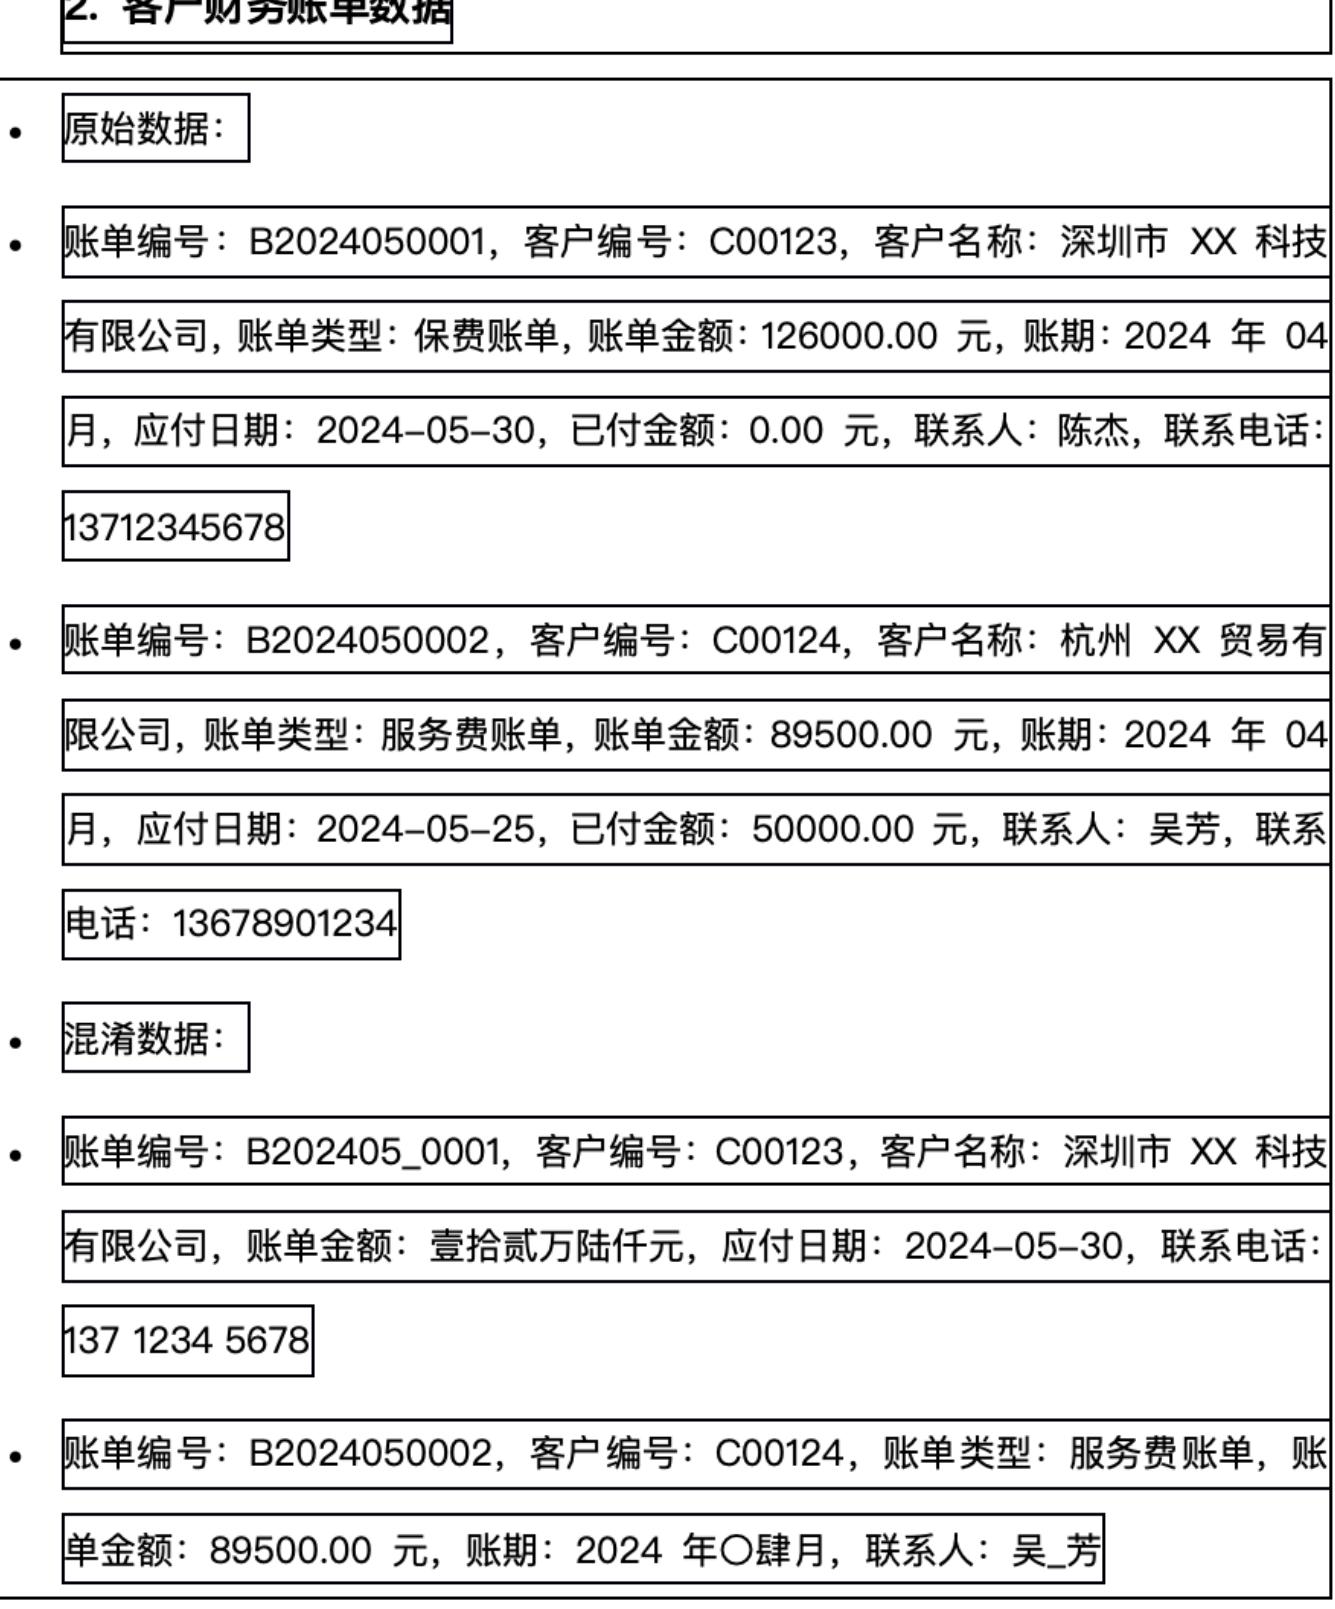 2. 客户财务账单数据
• 原始数据：
• 账单编号：B2024050001，客户编号：C00123，客户名称：深圳市 XX 科技
有限公司，账单类型：保费账单，账单金额：126000.00 元，账期：2024 年 04
月，应付日期：2024-05-30，已付金额：0.00 元，联系人：陈杰，联系电话：
13712345678
• 账单编号：B2024050002，客户编号：C00124，客户名称：杭州 XX 贸易有
限公司，账单类型：服务费账单，账单金额：89500.00 元，账期：2024 年 04
月，应付日期：2024-05-25，已付金额：50000.00 元，联系人：吴芳，联系
电话：13678901234
• 混淆数据：
• 账单编号：B202405_0001，客户编号：C00123，客户名称：深圳市 XX 科技
有限公司，账单金额：壹拾贰万陆仟元，应付日期：2024-05-30，联系电话：
137 1234 5678
• 账单编号：B2024050002，客户编号：C00124，账单类型：服务费账单，账
单金额：89500.00 元，账期：2024 年〇肆月，联系人：吴_芳